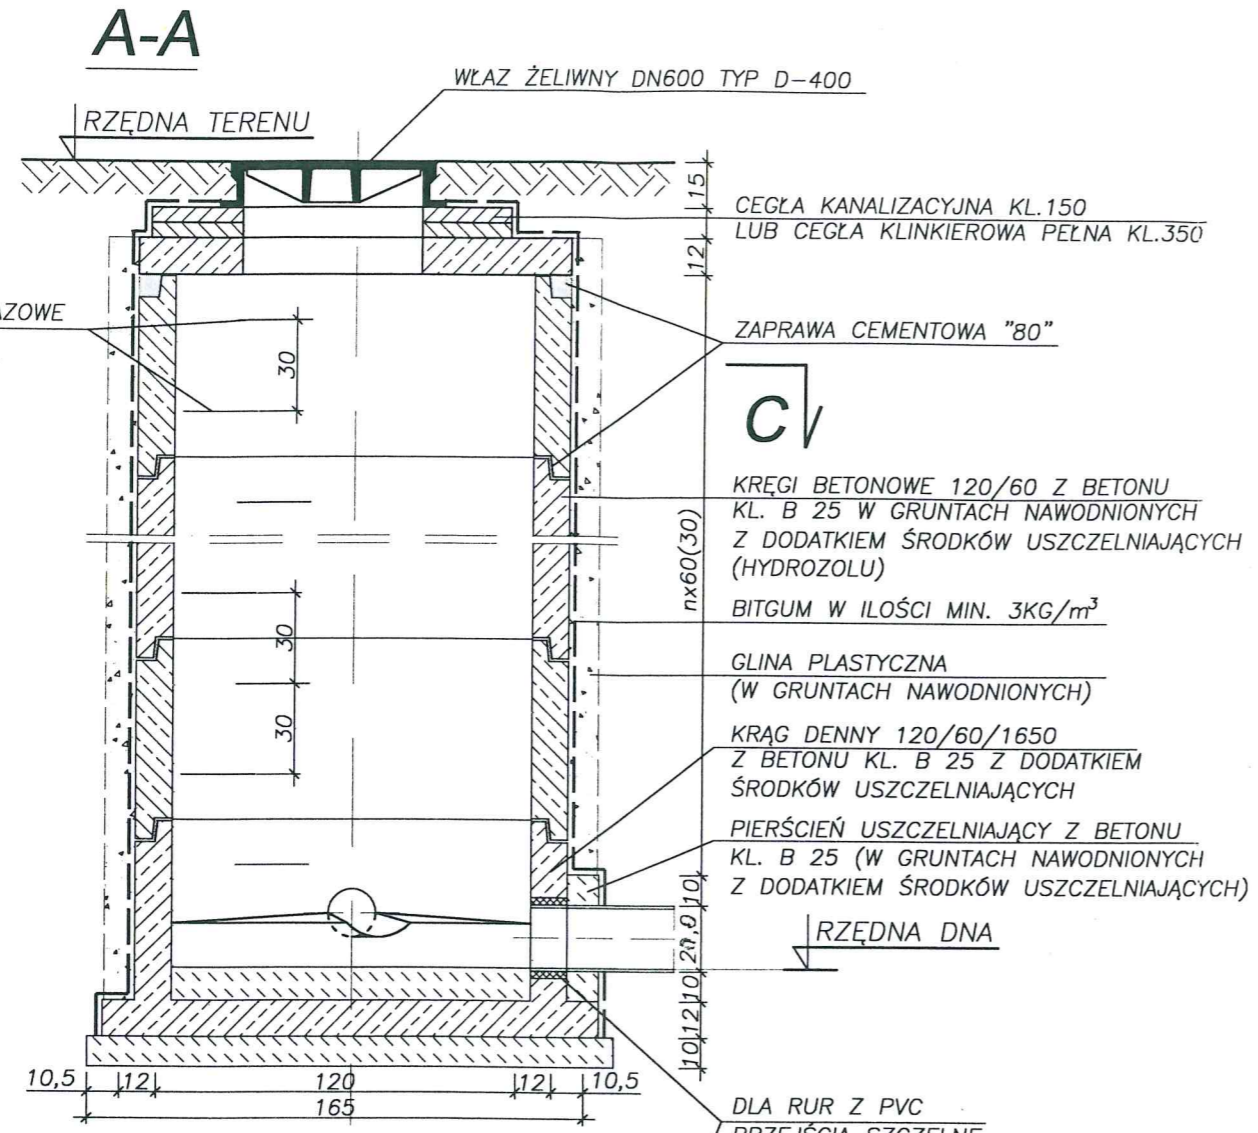 A-A
WŁAZ ŻELIWNY DN600 TYP D-400
RZĘDNA TERENU
15
CEGŁA KANALIZACYJNA KL.150
LUB CEGŁA KLINKIEROWA PEŁNA KL.350
12
AZOWE
30
ZAPRAWA CEMENTOWA "80"
C
KRĘGI BETONOWE 120/60 Z BETONU
KL. B 25 W GRUNTACH NAWODNIONYCH
Z DODATKIEM ŚRODKÓW USZCZELNIAJĄCYCH
(HYDROZOLU)
nx60(30)
BITGUM W ILOŚCI MIN. 3KG/m³
30
GLINA PLASTYCZNA
(W GRUNTACH NAWODNIONYCH)
30
KRĄG DENNY 120/60/1650
Z BETONU KL. B 25 Z DODATKIEM
ŚRODKÓW USZCZELNIAJĄCYCH
PIERŚCIEŃ USZCZELNIAJĄCY Z BETONU
KL. B 25 (W GRUNTACH NAWODNIONYCH
Z DODATKIEM ŚRODKÓW USZCZELNIAJĄCYCH)
10
RZĘDNA DNA
10
12
10
10,5 12 120 12 10,5
165
DLA RUR Z PVC
PRZEJŚCIA SZCZELNE